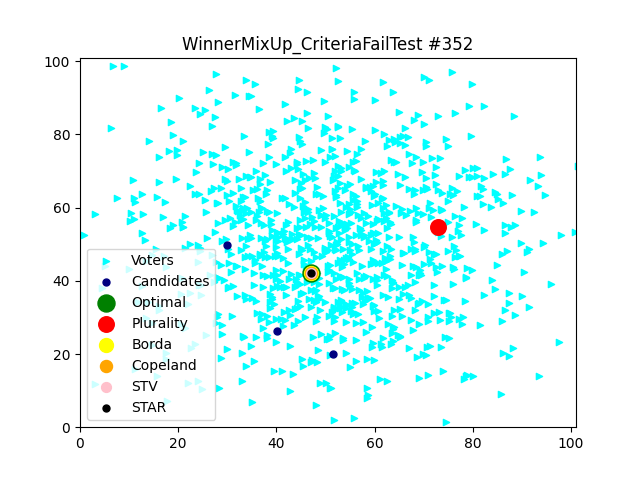 WinnerMixUp_CriteriaFailTest #352
100
80
60
40
20
0
Voters
Candidates
Optimal
Plurality
Borda
Copeland
STV
STAR
0 20 40 60 80 100